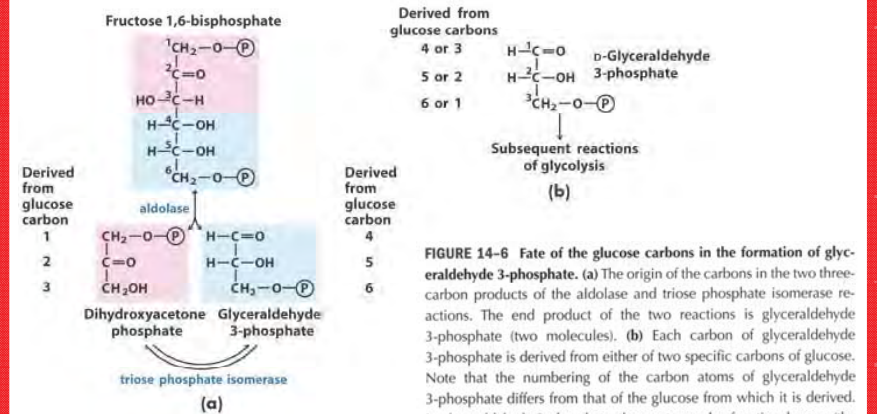 Fructose 1,6-bisphosphate
¹CH₂—O—Ⓟ
²C=O
HO—³C—H
H—⁴C—OH
H—⁵C—OH
⁶CH₂—O—Ⓟ
aldolase
Derived
from
glucose
carbon
1
2
3
CH₂—O—Ⓟ
C=O
CH₂OH
Dihydroxyacetone
phosphate
H—C=O
H—C—OH
CH₂—O—Ⓟ
Glyceraldehyde
3-phosphate
Derived
from
glucose
carbon
4
5
6
triose phosphate isomerase
(a)
Derived from
glucose carbons
4 or 3
5 or 2
6 or 1
H—¹C=O
H—²C—OH
³CH₂—O—Ⓟ
D-Glyceraldehyde
3-phosphate
Subsequent reactions
of glycolysis
(b)
FIGURE 14–6 Fate of the glucose carbons in the formation of glyc-
eraldehyde 3-phosphate. (a) The origin of the carbons in the two three-
carbon products of the aldolase and triose phosphate isomerase re-
actions. The end product of the two reactions is glyceraldehyde
3-phosphate (two molecules). (b) Each carbon of glyceraldehyde
3-phosphate is derived from either of two specific carbons of glucose.
Note that the numbering of the carbon atoms of glyceraldehyde
3-phosphate differs from that of the glucose from which it is derived.